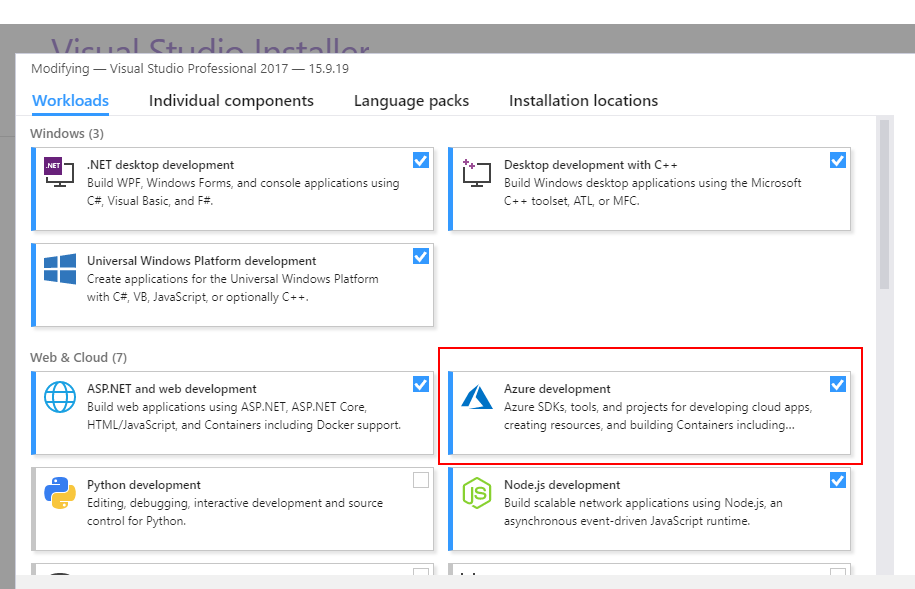 Visual Studio Installer
Modifying — Visual Studio Professional 2017 — 15.9.19
Workloads
Individual components
Language packs
Installation locations
Windows (3)
.NET
.NET desktop development
Build WPF, Windows Forms, and console applications using
C#, Visual Basic, and F#.
Desktop development with C++
Build Windows desktop applications using the Microsoft
C++ toolset, ATL, or MFC.
Universal Windows Platform development
Create applications for the Universal Windows Platform
with C#, VB, JavaScript, or optionally C++.
Web & Cloud (7)
ASP.NET and web development
Build web applications using ASP.NET, ASP.NET Core,
HTML/JavaScript, and Containers including Docker support.
Azure development
Azure SDKs, tools, and projects for developing cloud apps,
creating resources, and building Containers including...
Python development
Editing, debugging, interactive development and source
control for Python.
JS
Node.js development
Build scalable network applications using Node.js, an
asynchronous event-driven JavaScript runtime.